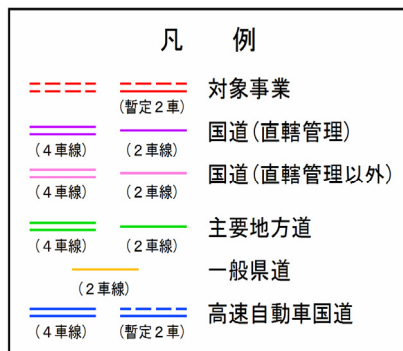 凡 例
対象事業
(暫定2車)
国道(直轄管理)
(4車線) (2車線)
国道(直轄管理以外)
(4車線) (2車線)
主要地方道
(4車線) (2車線)
一般県道
(2車線)
高速自動車国道
(4車線) (暫定2車)